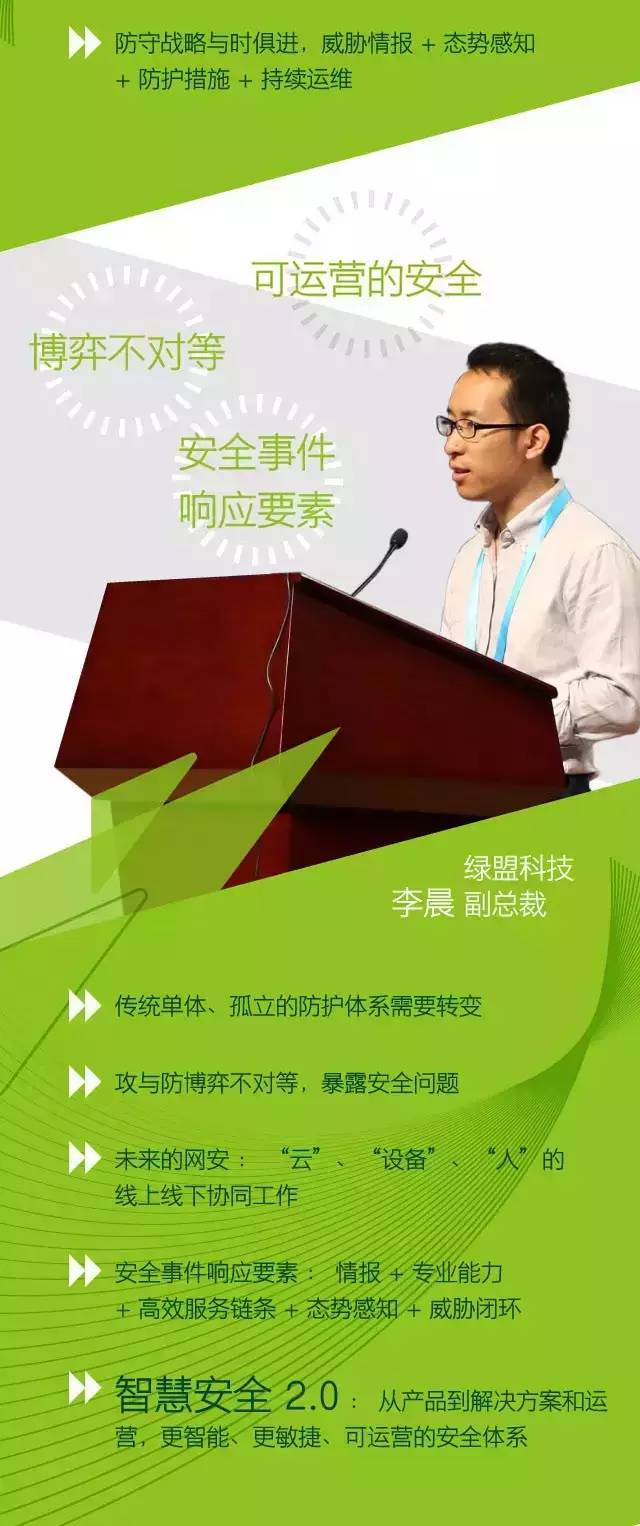 防守战略与时俱进，威胁情报 + 态势感知
+ 防护措施 + 持续运维
可运营的安全
博弈不对等
安全事件
响应要素
绿盟科技
李晨 副总裁
传统单体、孤立的防护体系需要转变
攻与防博弈不对等，暴露安全问题
未来的网安： “云”、 “设备”、 “人”的
线上线下协同工作
安全事件响应要素： 情报 + 专业能力
+ 高效服务链条 + 态势感知 + 威胁闭环
智慧安全 2.0 ： 从产品到解决方案和运
营，更智能、更敏捷、可运营的安全体系